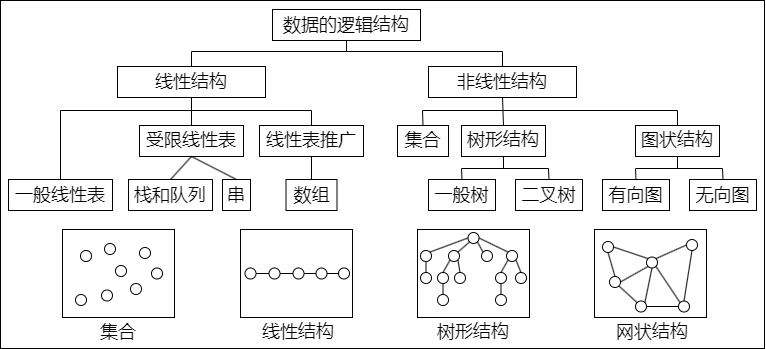 数据的逻辑结构
线性结构 非线性结构
受限线性表 线性表推广 集合 树形结构 图状结构
一般线性表 栈和队列 串 数组 一般树 二叉树 有向图 无向图
集合 线性结构 树形结构 网状结构